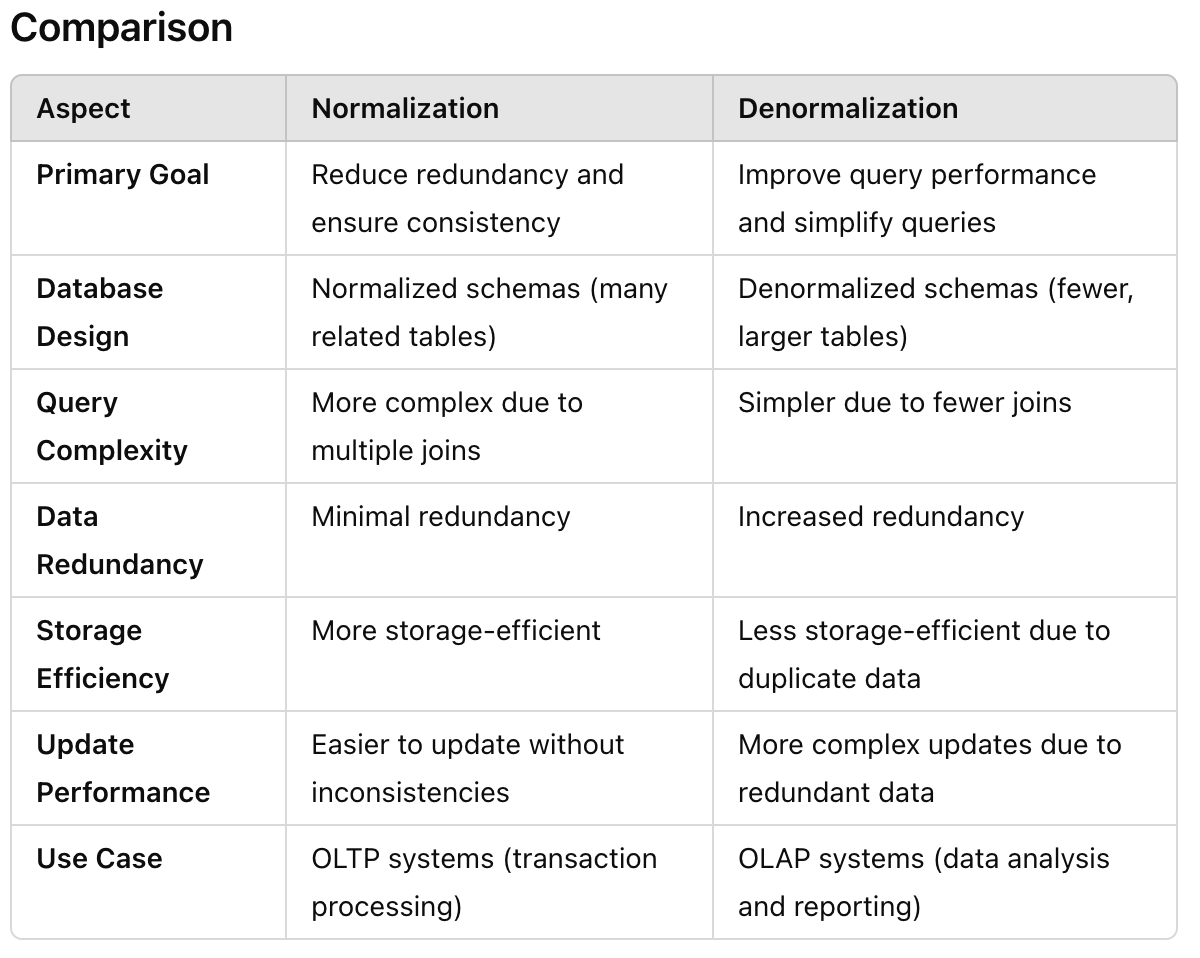 Comparison
Aspect Normalization Denormalization
Primary Goal Reduce redundancy and Improve query performance
ensure consistency and simplify queries
Database Normalized schemas (many Denormalized schemas (fewer,
Design related tables) larger tables)
Query More complex due to Simpler due to fewer joins
Complexity multiple joins
Data Minimal redundancy Increased redundancy
Redundancy
Storage More storage-efficient Less storage-efficient due to
Efficiency duplicate data
Update Easier to update without More complex updates due to
Performance inconsistencies redundant data
Use Case OLTP systems (transaction OLAP systems (data analysis
processing) and reporting)